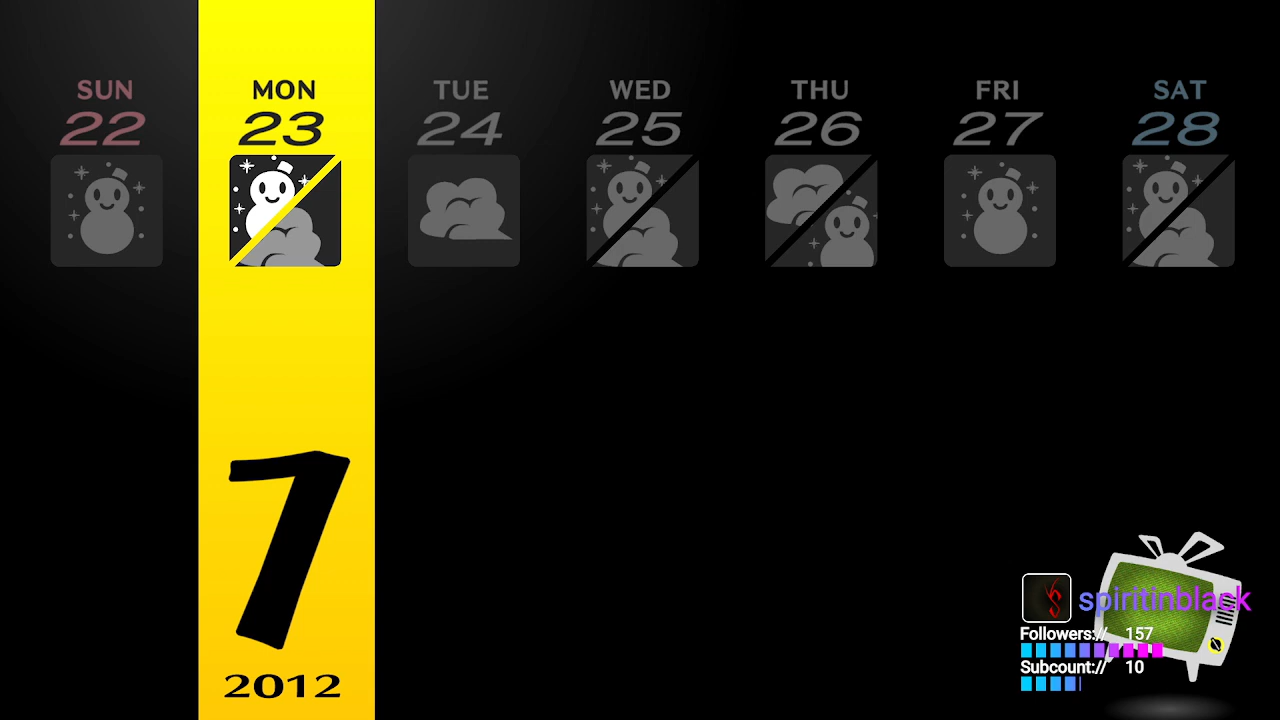 SUN MON TUE WED THU FRI SAT
22 23 24 25 26 27 28
1
2012
spiritinblack
Followers:// 157
Subcount:// 10